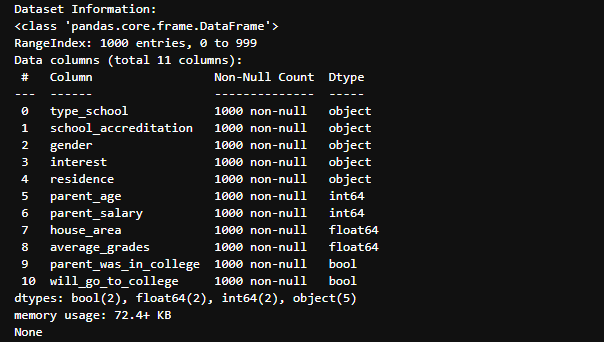 Dataset Information:
<class 'pandas.core.frame.DataFrame'>
RangeIndex: 1000 entries, 0 to 999
Data columns (total 11 columns):
 #   Column                 Non-Null Count  Dtype
---  ------                 --------------  -----
 0   type_school            1000 non-null   object
 1   school_accreditation   1000 non-null   object
 2   gender                 1000 non-null   object
 3   interest               1000 non-null   object
 4   residence              1000 non-null   object
 5   parent_age             1000 non-null   int64
 6   parent_salary          1000 non-null   int64
 7   house_area             1000 non-null   float64
 8   average_grades         1000 non-null   float64
 9   parent_was_in_college  1000 non-null   bool
 10  will_go_to_college     1000 non-null   bool
dtypes: bool(2), float64(2), int64(2), object(5)
memory usage: 72.4+ KB
None